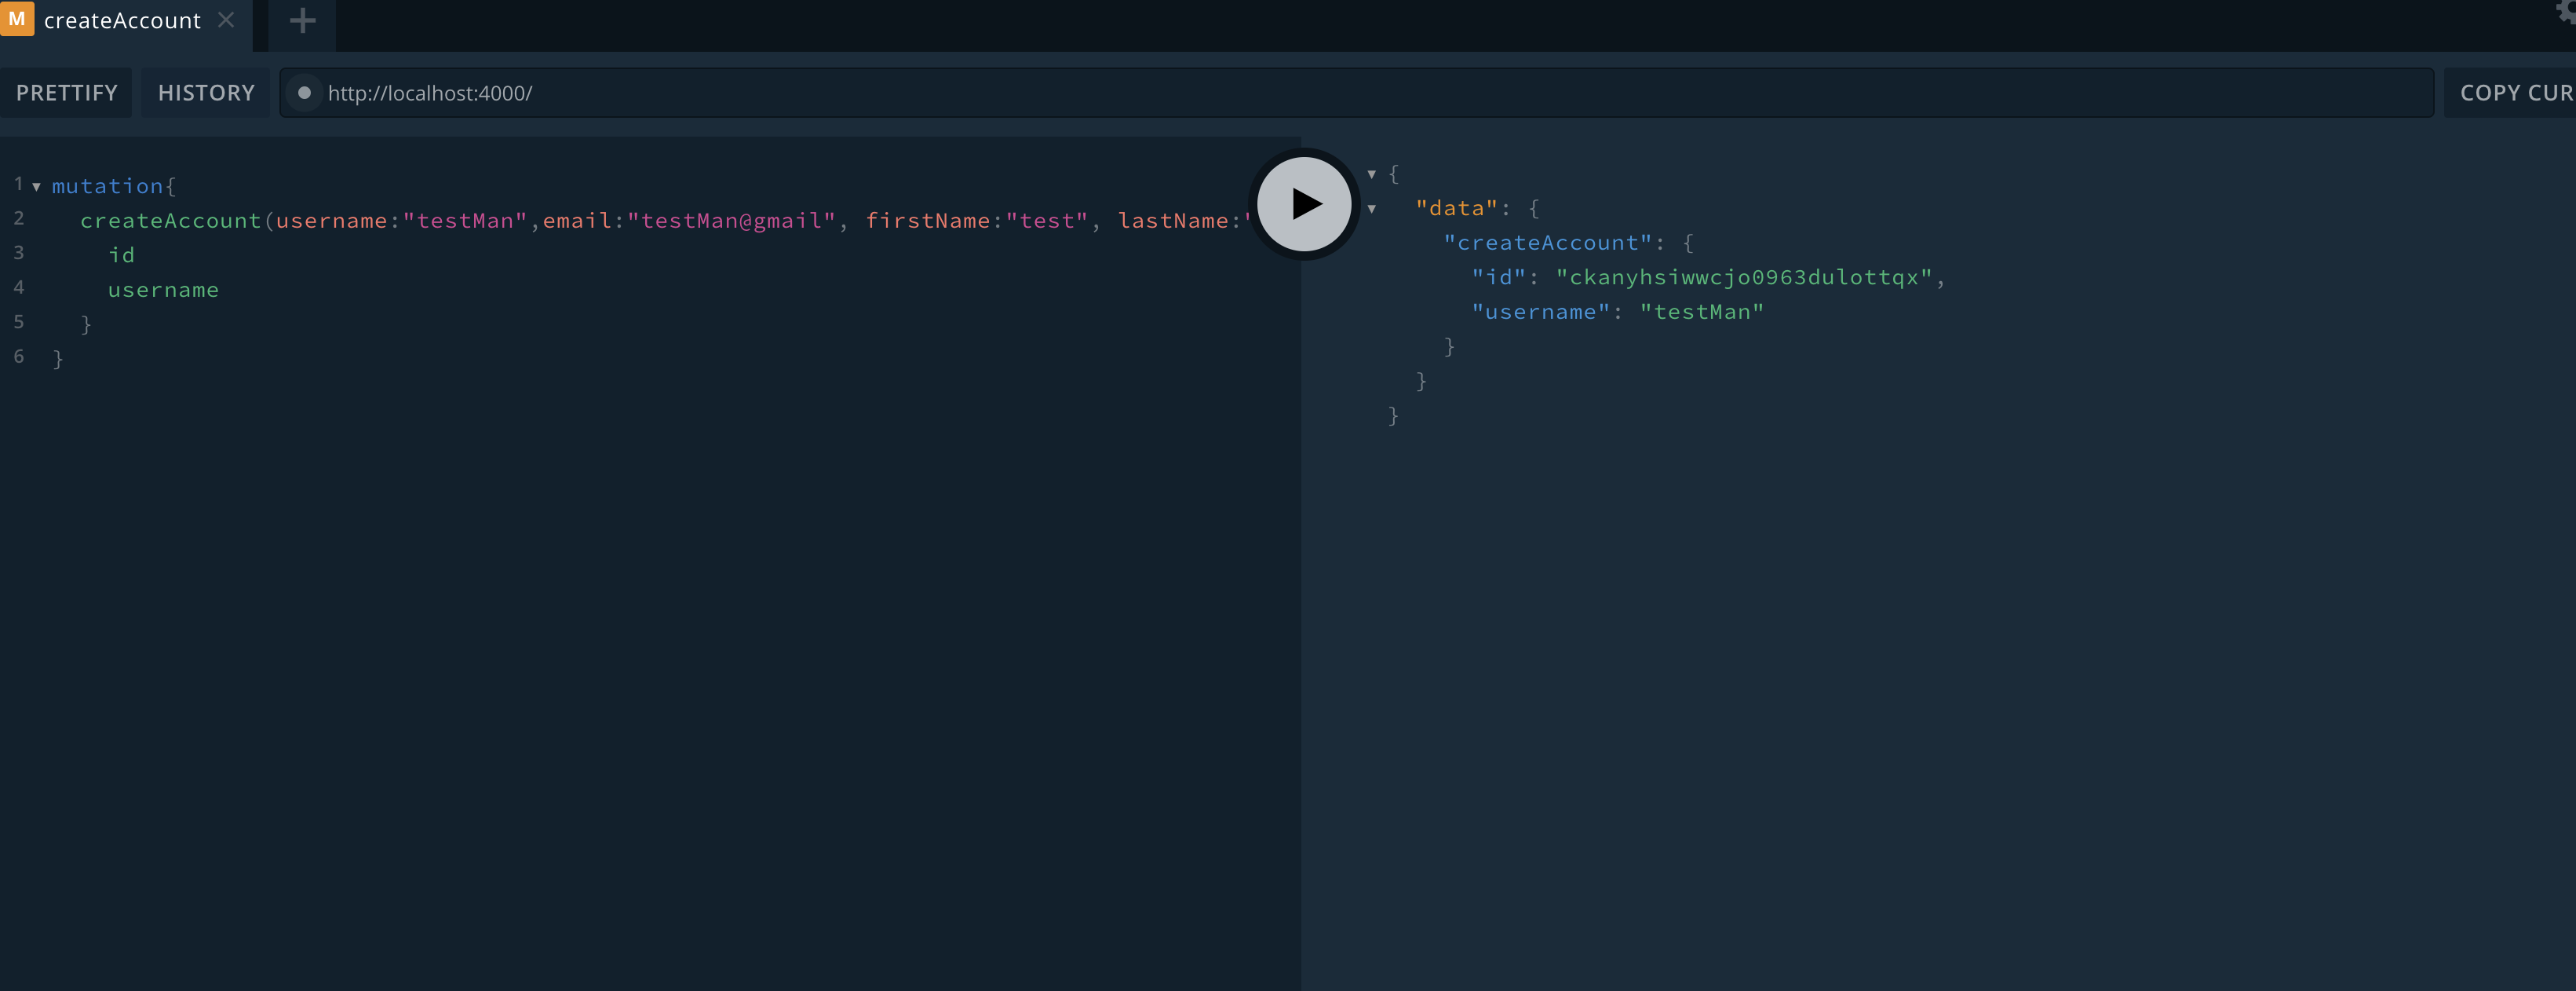 M createAccount
PRETTIFY HISTORY http://localhost:4000/ COPY CUR
1 mutation{
2 createAccount(username:"testMan",email:"testMan@gmail", firstName:"test", lastName:"
3 id
4 username
5 }
6 }
{
"data": {
"createAccount": {
"id": "ckanyhsiwwcjo0963dulottqx",
"username": "testMan"
}
}
}